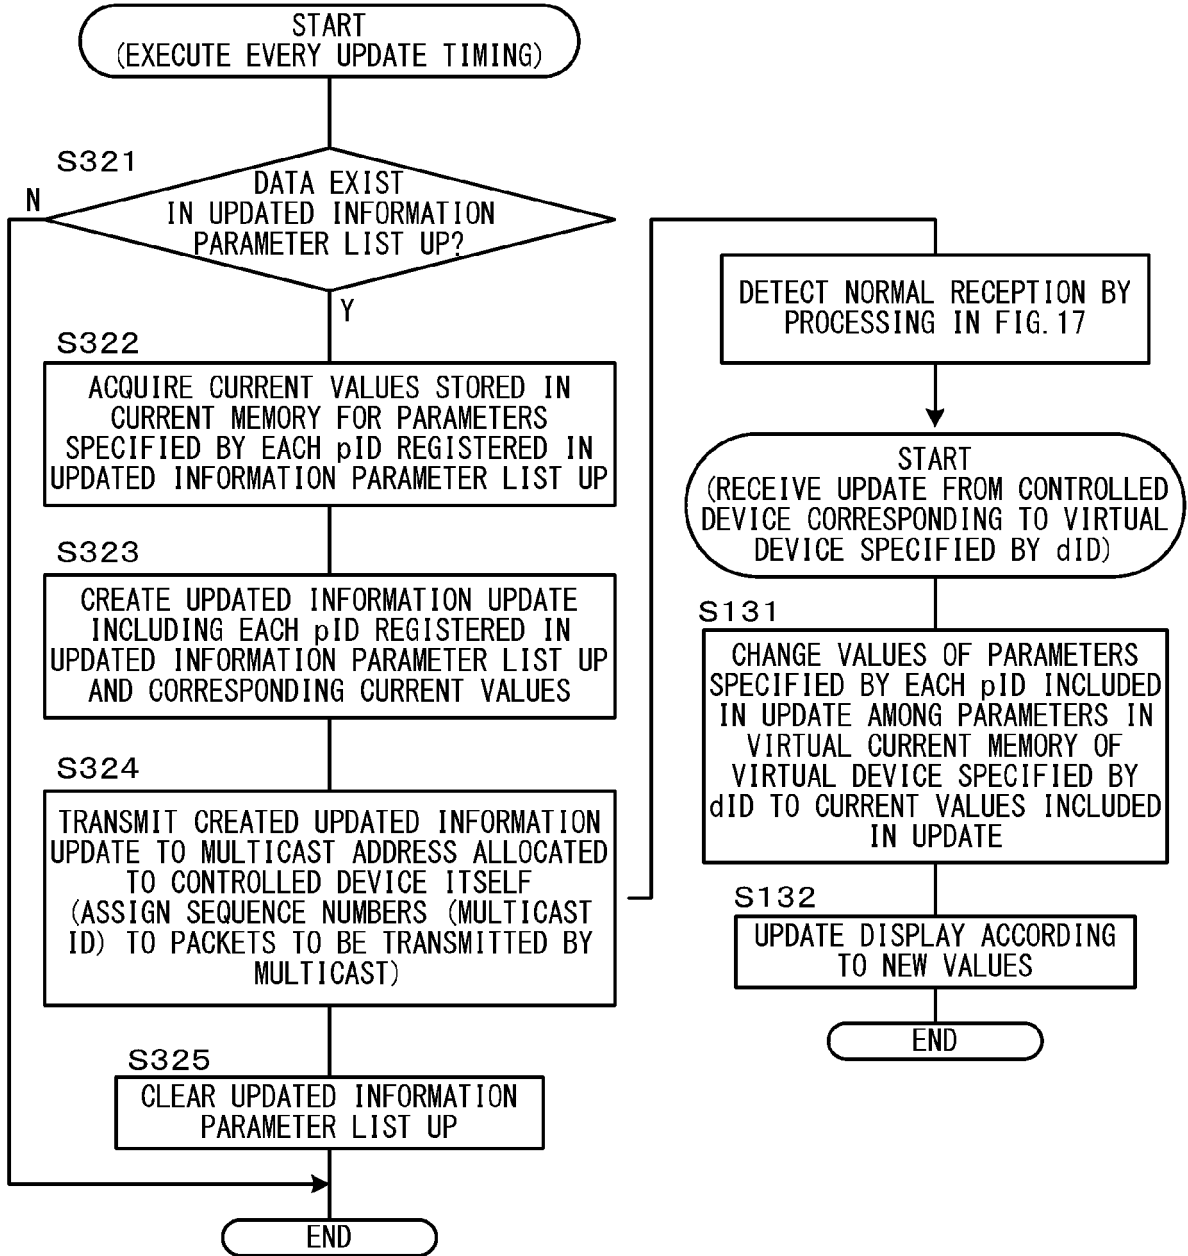 START
(EXECUTE EVERY UPDATE TIMING)
S321
N
DATA EXIST
IN UPDATED INFORMATION
PARAMETER LIST UP?
Y
S322
ACQUIRE CURRENT VALUES STORED IN
CURRENT MEMORY FOR PARAMETERS
SPECIFIED BY EACH pID REGISTERED IN
UPDATED INFORMATION PARAMETER LIST UP
S323
CREATE UPDATED INFORMATION UPDATE
INCLUDING EACH pID REGISTERED IN
UPDATED INFORMATION PARAMETER LIST UP
AND CORRESPONDING CURRENT VALUES
S324
TRANSMIT CREATED UPDATED INFORMATION
UPDATE TO MULTICAST ADDRESS ALLOCATED
TO CONTROLLED DEVICE ITSELF
(ASSIGN SEQUENCE NUMBERS (MULTICAST
ID) TO PACKETS TO BE TRANSMITTED BY
MULTICAST)
S325
CLEAR UPDATED INFORMATION
PARAMETER LIST UP
END
DETECT NORMAL RECEPTION BY
PROCESSING IN FIG.17
START
(RECEIVE UPDATE FROM CONTROLLED
DEVICE CORRESPONDING TO VIRTUAL
DEVICE SPECIFIED BY dID)
S131
CHANGE VALUES OF PARAMETERS
SPECIFIED BY EACH pID INCLUDED
IN UPDATE AMONG PARAMETERS IN
VIRTUAL CURRENT MEMORY OF
VIRTUAL DEVICE SPECIFIED BY
dID TO CURRENT VALUES INCLUDED
IN UPDATE
S132
UPDATE DISPLAY ACCORDING
TO NEW VALUES
END